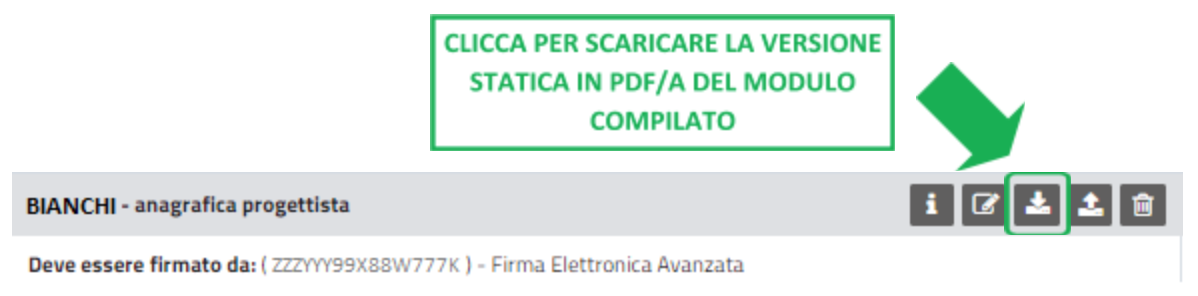 CLICCA PER SCARICARE LA VERSIONE
STATICA IN PDF/A DEL MODULO
COMPILATO
BIANCHI - anagrafica progettista
Deve essere firmato da: ( ZZZYYY99X88W777K ) - Firma Elettronica Avanzata